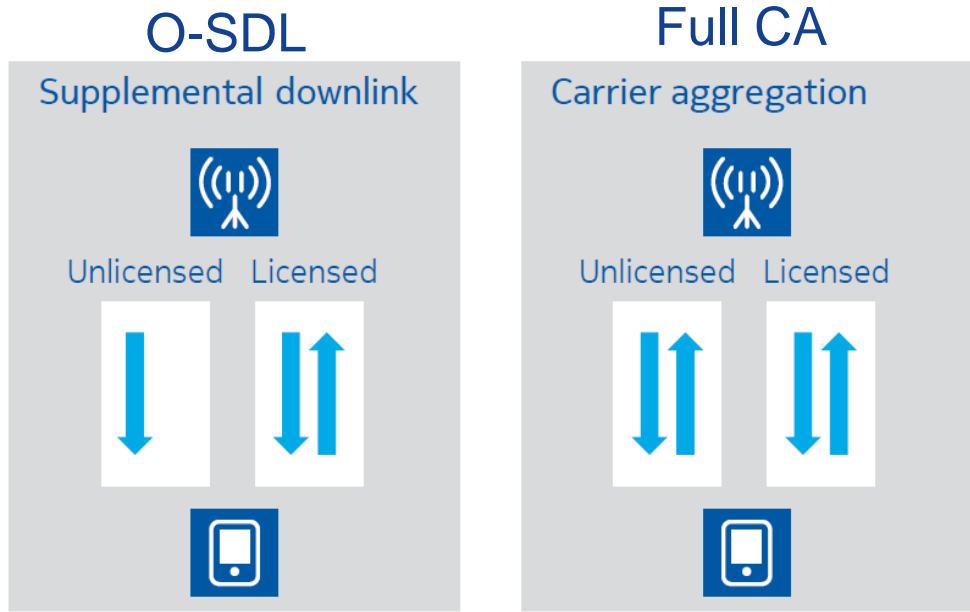 O-SDL
Supplemental downlink
Unlicensed Licensed
Full CA
Carrier aggregation
Unlicensed Licensed